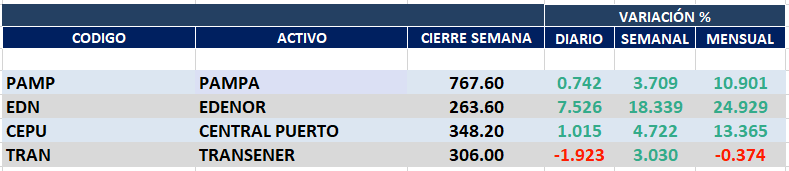 VARIACIÓN %
CODIGO ACTIVO CIERRE SEMANA DIARIO SEMANAL MENSUAL
PAMP PAMPA 767.60 0.742 3.709 10.901
EDN EDENOR 263.60 7.526 18.339 24.929
CEPU CENTRAL PUERTO 348.20 1.015 4.722 13.365
TRAN TRANSENER 306.00 -1.923 3.030 -0.374